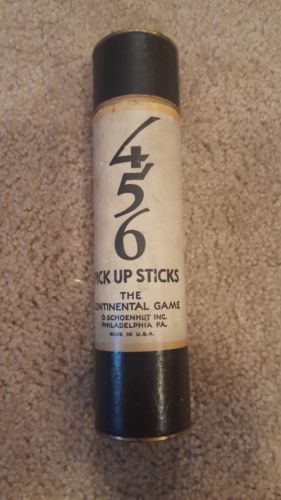 4
5
6
PICK UP STICKS
THE
CONTINENTAL GAME
O. SCHOENHUT INC.
PHILADELPHIA PA.
MADE IN U.S.A.